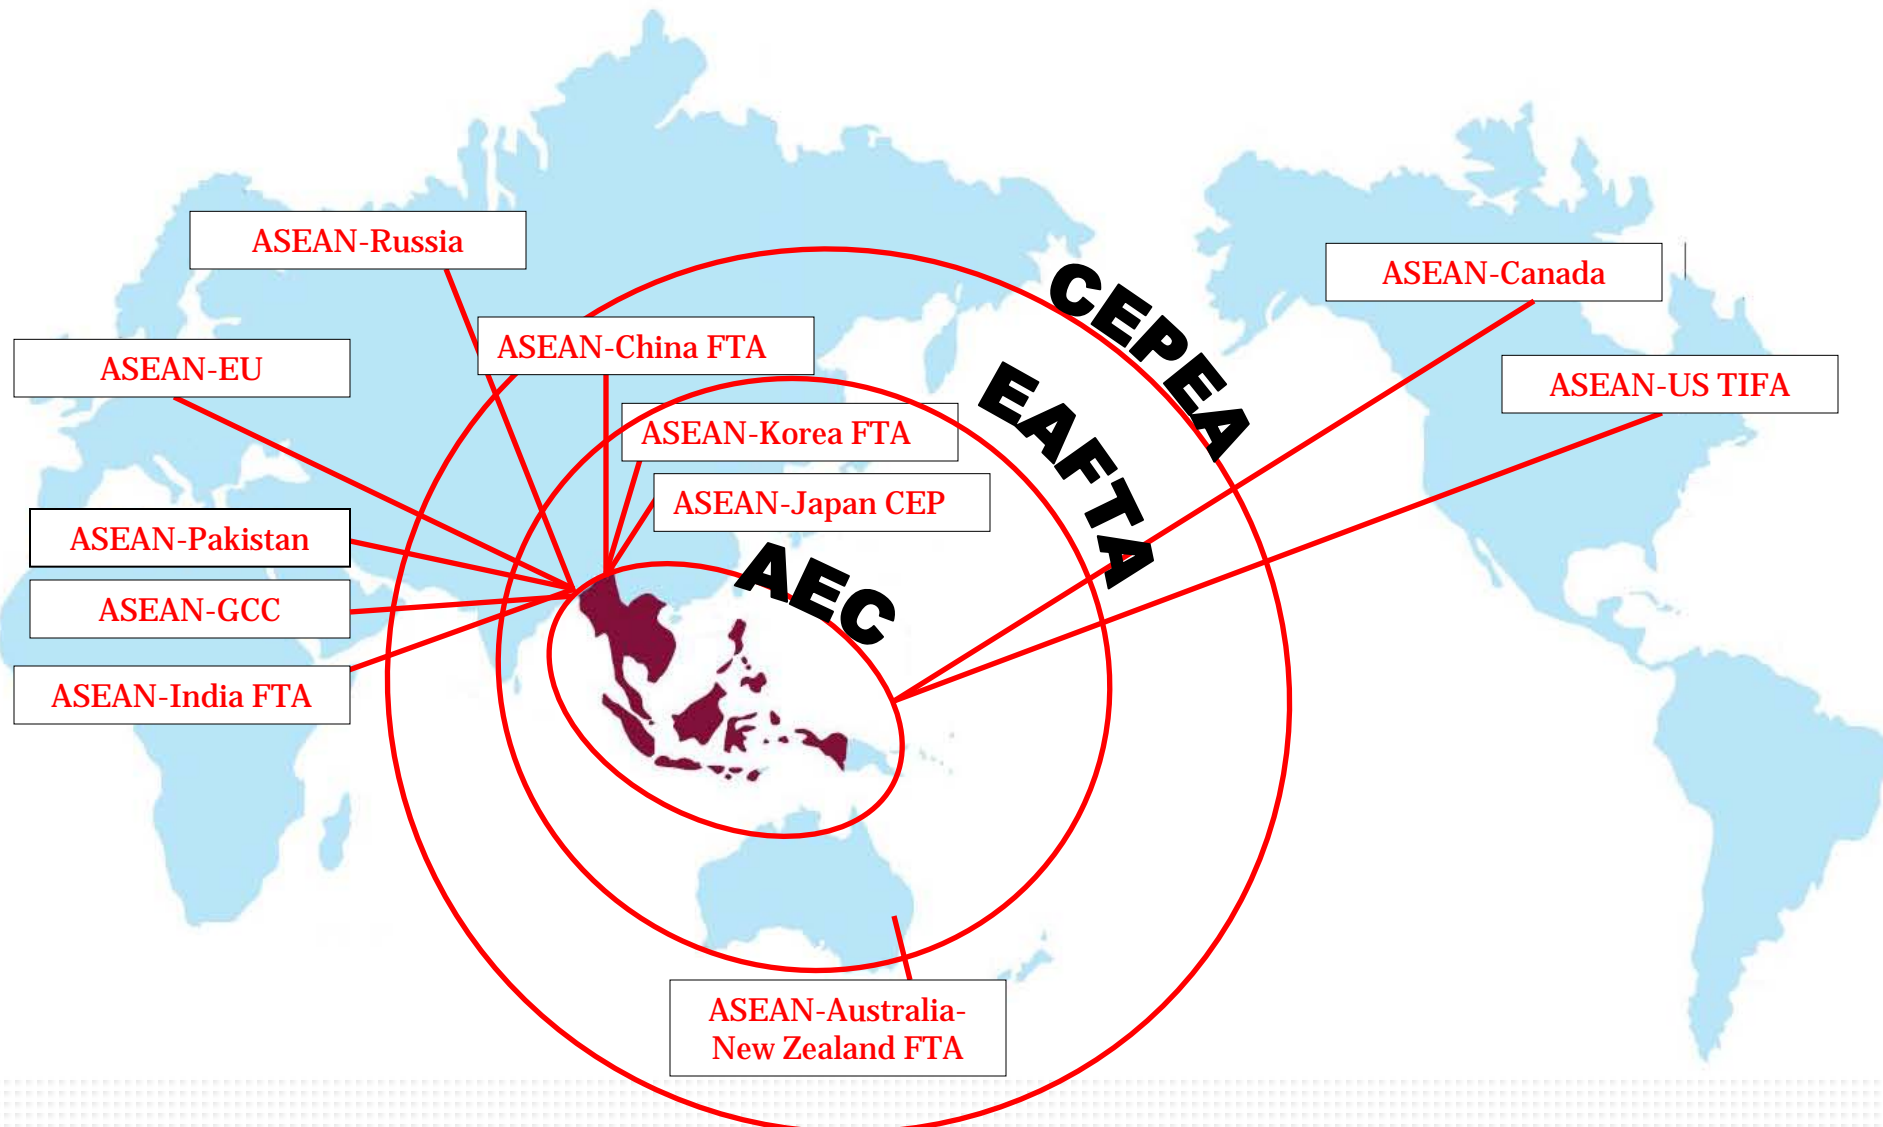 ASEAN-Russia
ASEAN-Canada
CEPEA
ASEAN-China FTA
ASEAN-EU
ASEAN-US TIFA
EAFTA
ASEAN-Korea FTA
ASEAN-Japan CEP
ASEAN-Pakistan
AEC
ASEAN-GCC
ASEAN-India FTA
ASEAN-Australia-
New Zealand FTA